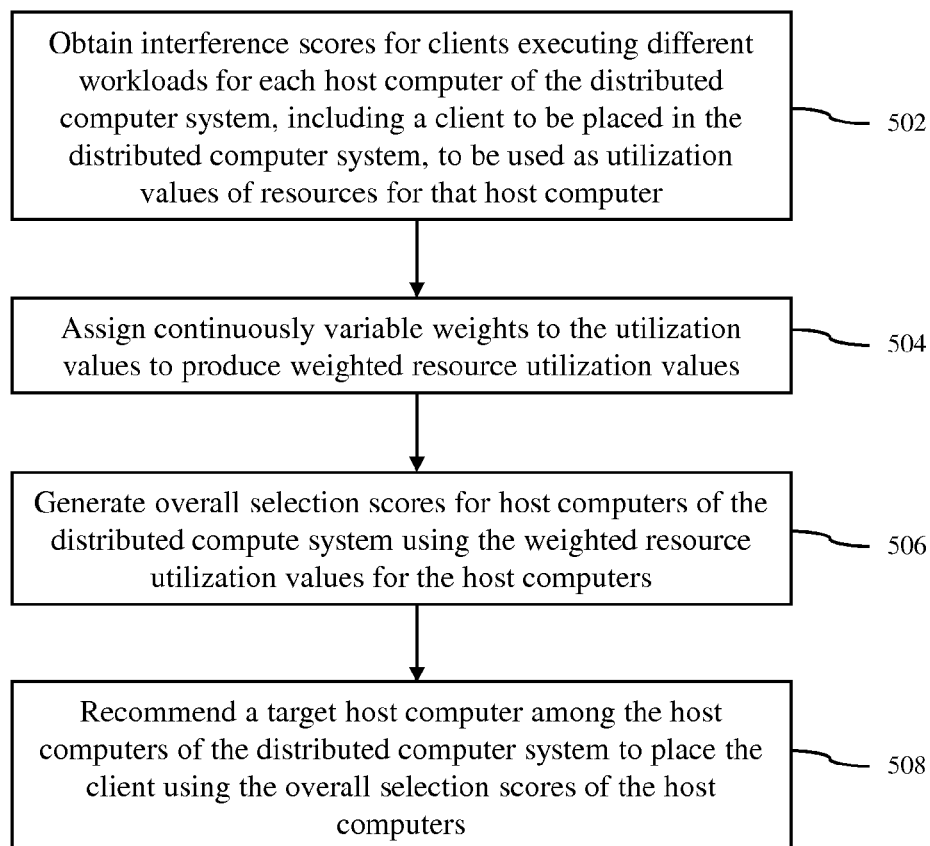 Obtain interference scores for clients executing different
workloads for each host computer of the distributed
computer system, including a client to be placed in the
distributed computer system, to be used as utilization
values of resources for that host computer
502
Assign continuously variable weights to the utilization
values to produce weighted resource utilization values
504
Generate overall selection scores for host computers of the
distributed compute system using the weighted resource
utilization values for the host computers
506
Recommend a target host computer among the host
computers of the distributed computer system to place the
client using the overall selection scores of the host
computers
508